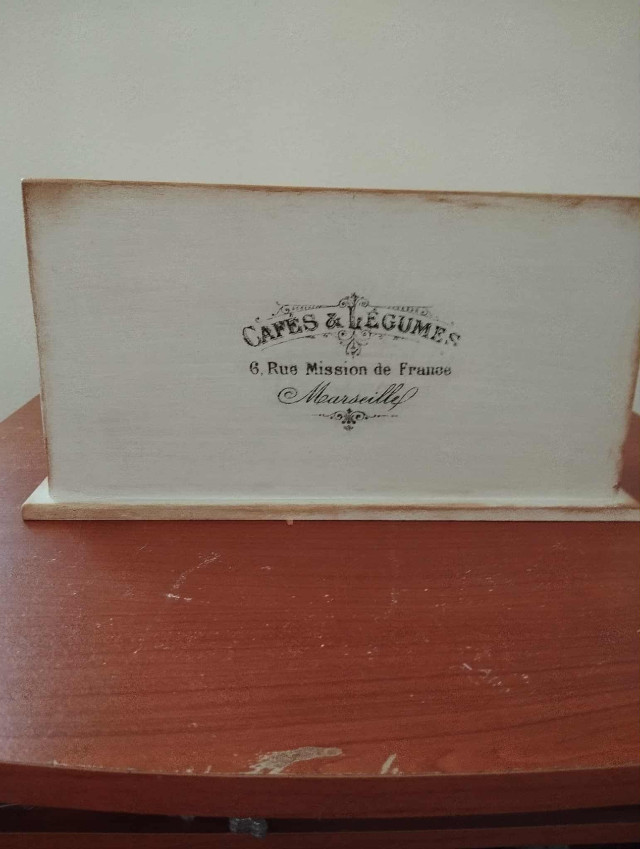 CAFÉS & LÉGUMES
6, Rue Mission de France
Marseille